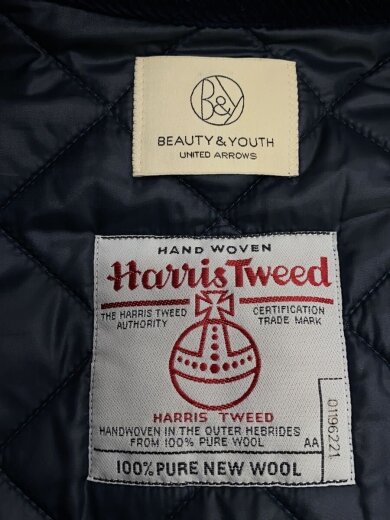 B&Y
BEAUTY & YOUTH
UNITED ARROWS
HAND WOVEN
Harris Tweed
THE HARRIS TWEED AUTHORITY
CERTIFICATION TRADE MARK
HARRIS TWEED
HANDWOVEN IN THE OUTER HEBRIDES
FROM 100% PURE WOOL AA
01196221
100% PURE NEW WOOL